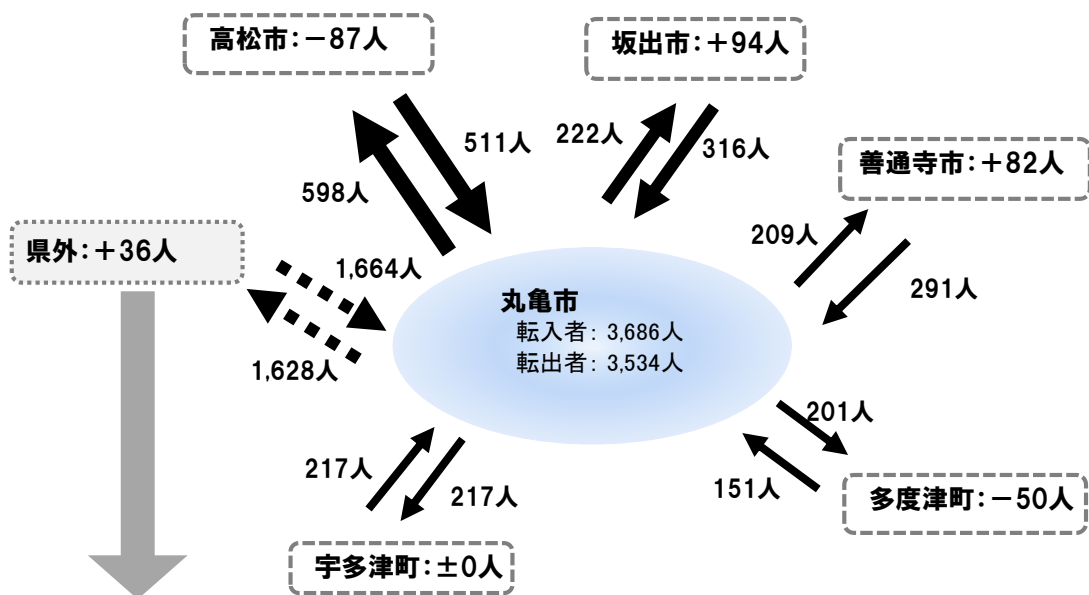 高松市：－87人
坂出市：＋94人
511人
222人
316人
598人
善通寺市：＋82人
県外：＋36人
209人
1,664人
291人
丸亀市
転入者： 3,686人
転出者： 3,534人
1,628人
201人
217人
217人
151人
多度津町：－50人
宇多津町：±0人